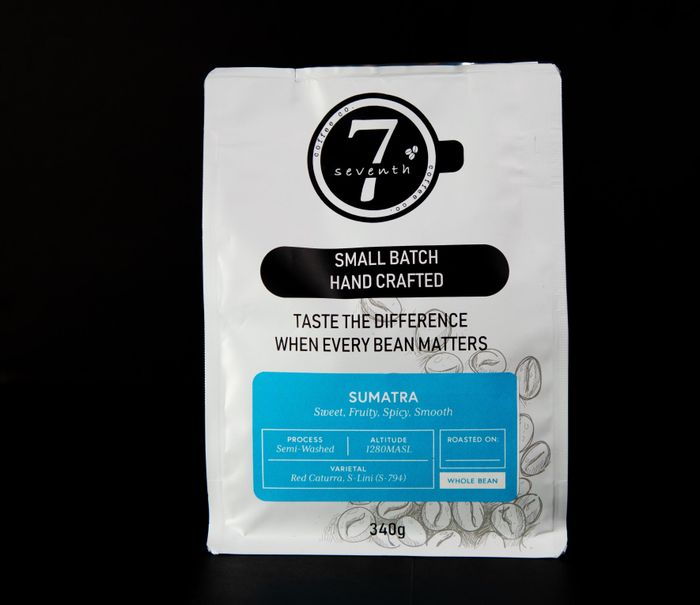 coffee co.
7
seventh
coffee co.
SMALL BATCH
HAND CRAFTED
TASTE THE DIFFERENCE
WHEN EVERY BEAN MATTERS
SUMATRA
Sweet, Fruity, Spicy, Smooth
PROCESS
Semi-Washed
ALTITUDE
1280MASL
ROASTED ON:
VARIETAL
Red Caturra, S-Lini (S-794)
WHOLE BEAN
340g